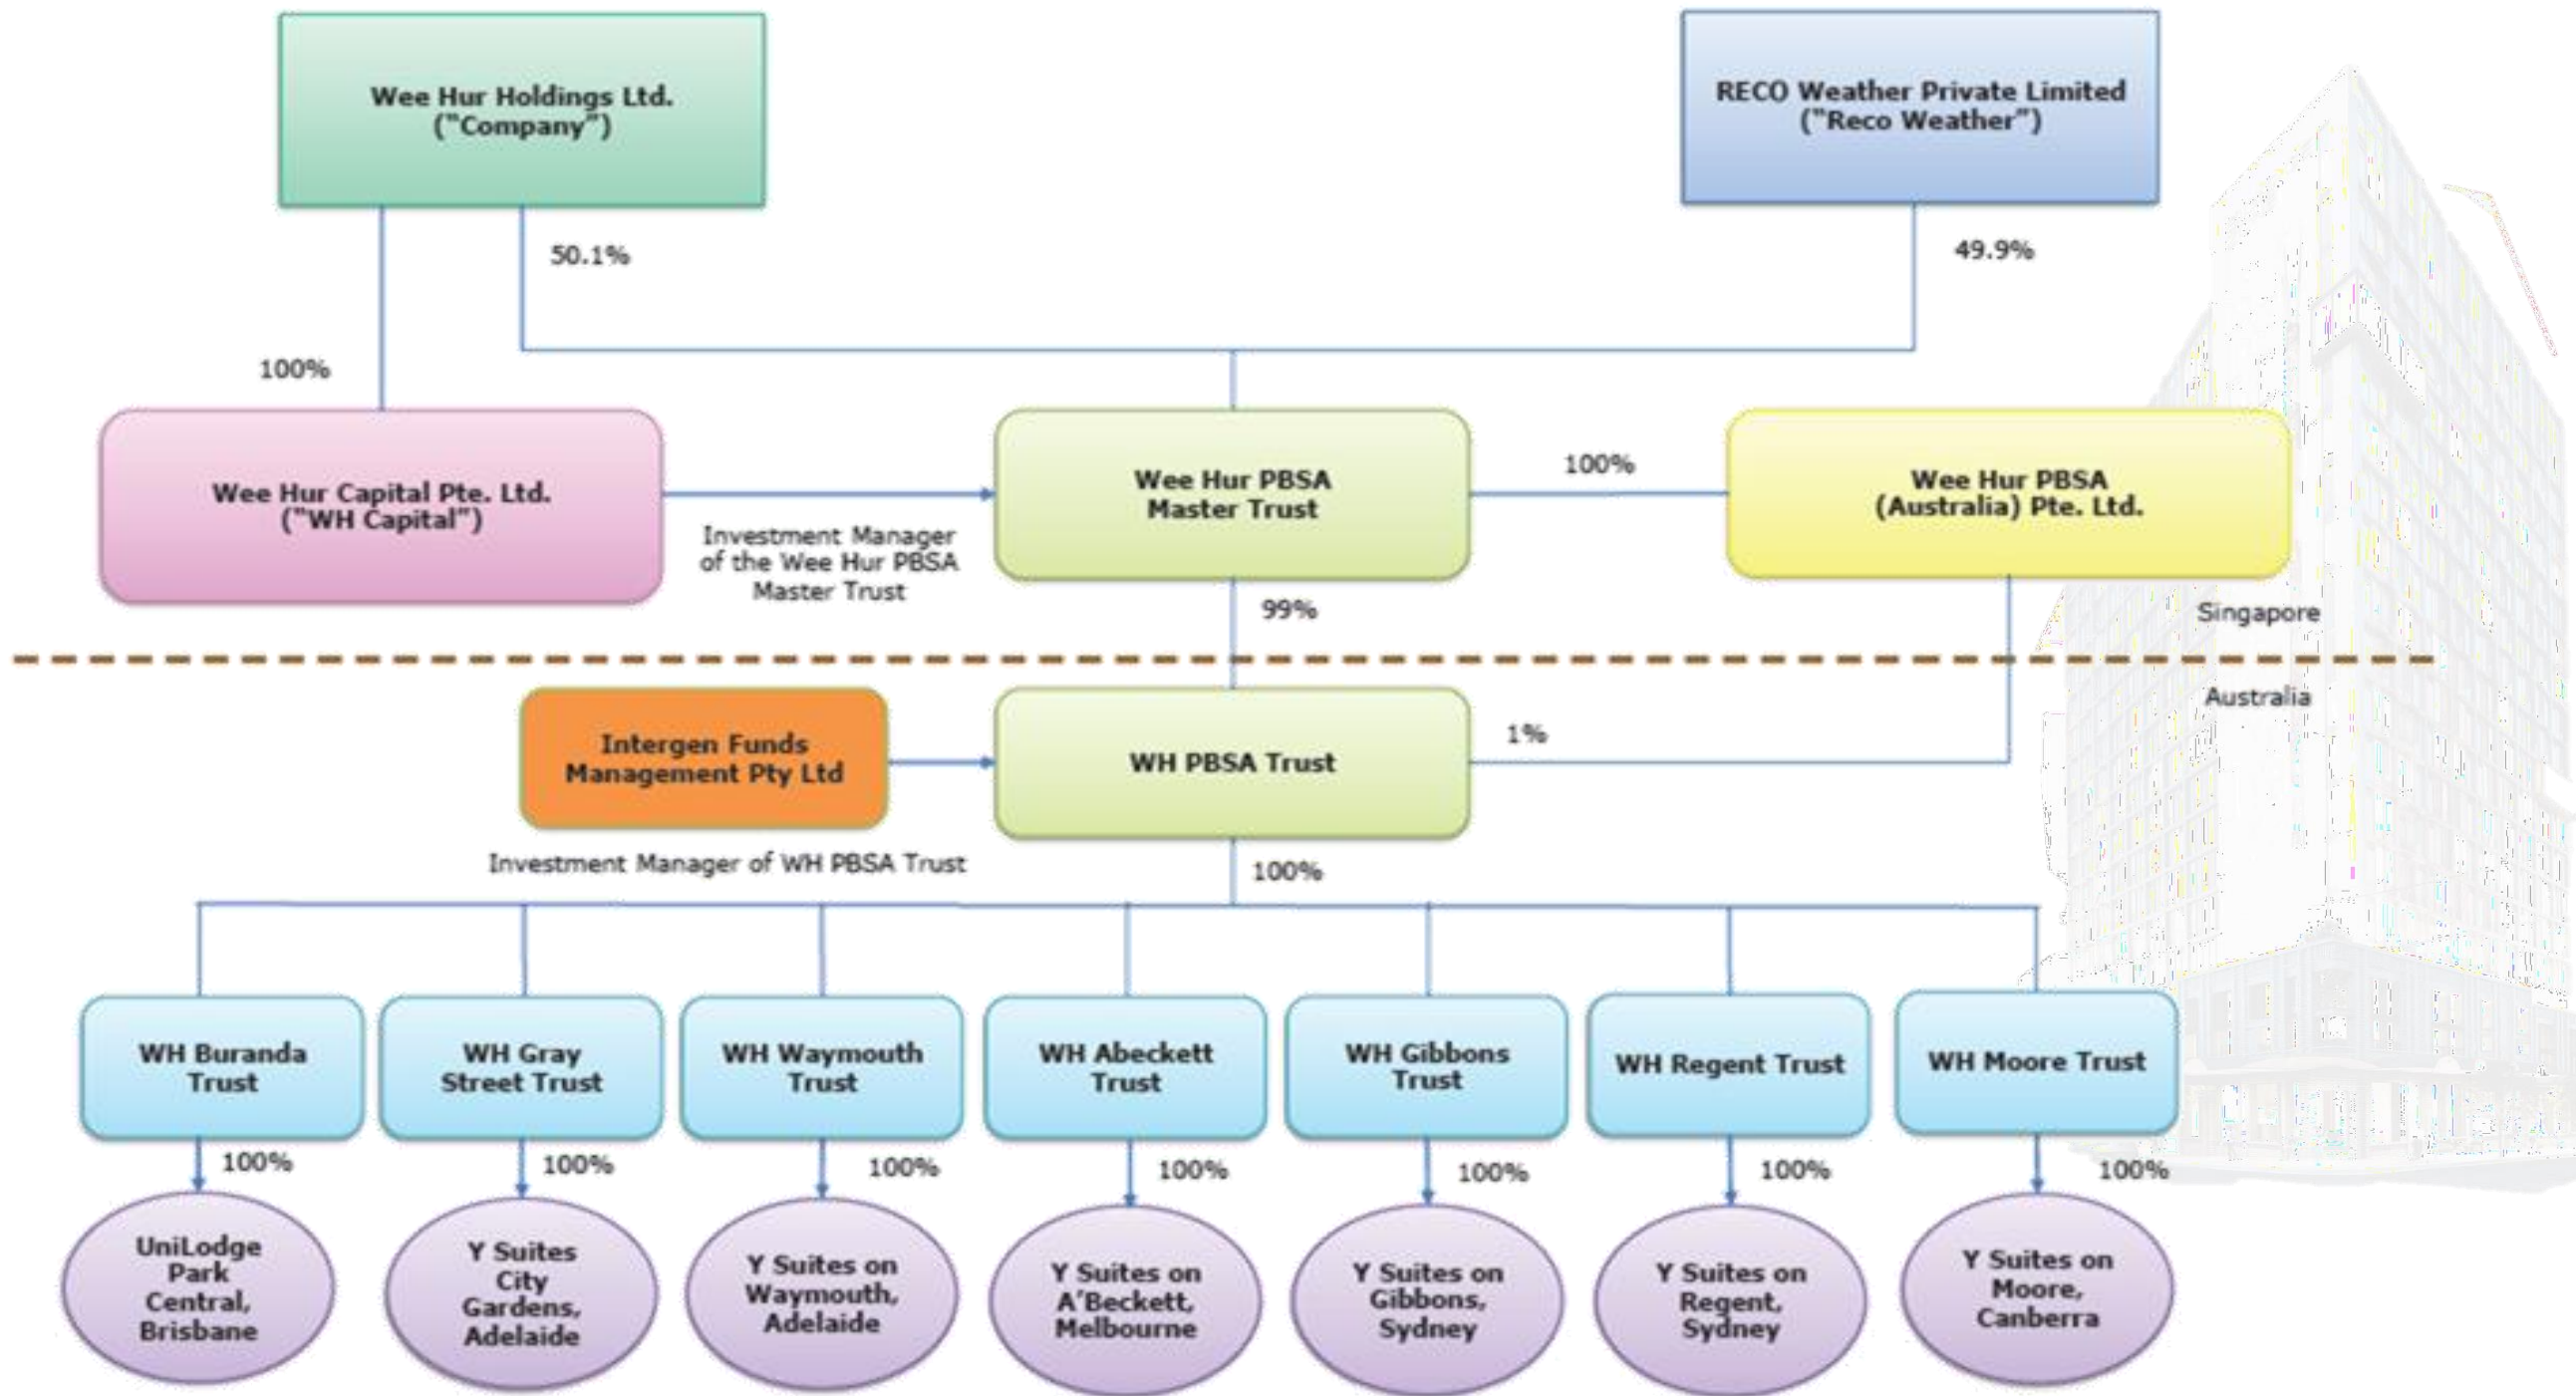 Wee Hur Holdings Ltd.
("Company")
RECO Weather Private Limited
("Reco Weather")
50.1%
49.9%
100%
Wee Hur Capital Pte. Ltd.
("WH Capital")
Investment Manager
of the Wee Hur PBSA
Master Trust
Wee Hur PBSA
Master Trust
100%
Wee Hur PBSA
(Australia) Pte. Ltd.
99%
Singapore
Australia
Intergen Funds
Management Pty Ltd
WH PBSA Trust
1%
Investment Manager of WH PBSA Trust
100%
WH Buranda
Trust
WH Gray
Street Trust
WH Waymouth
Trust
WH Abeckett
Trust
WH Gibbons
Trust
WH Regent Trust
WH Moore Trust
100%
100%
100%
100%
100%
100%
100%
UniLodge
Park
Central,
Brisbane
Y Suites
City
Gardens,
Adelaide
Y Suites on
Waymouth,
Adelaide
Y Suites on
A'Beckett,
Melbourne
Y Suites on
Gibbons,
Sydney
Y Suites on
Regent,
Sydney
Y Suites on
Moore,
Canberra